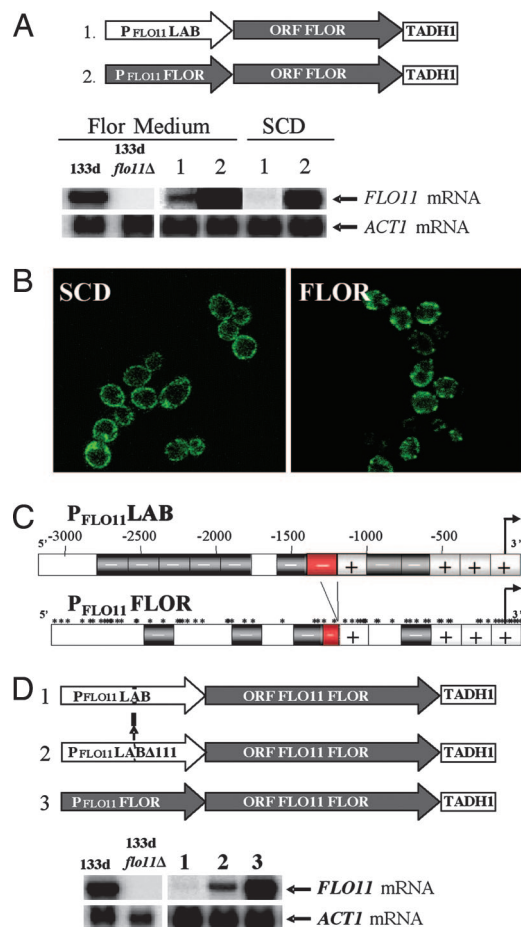 A
1. PFLO11 LAB ORF FLOR TADH1
2. PFLO11 FLOR ORF FLOR TADH1
Flor Medium SCD
133d 133d flo11Δ 1 2 1 2
FLO11 mRNA
ACT1 mRNA
B
SCD FLOR
C
PFLO11LAB
5' -3000 -2500 -2000 -1500 -1000 -500 3'
− − − − − − − + − − + + +
PFLO11 FLOR
5' 3'
− − − − + − + + +
D
1 PFLO11 LAB ORF FLO11 FLOR TADH1
2 PFLO11 LABΔ111 ORF FLO11 FLOR TADH1
3 PFLO11 FLOR ORF FLO11 FLOR TADH1
133d 133d flo11Δ 1 2 3
FLO11 mRNA
ACT1 mRNA